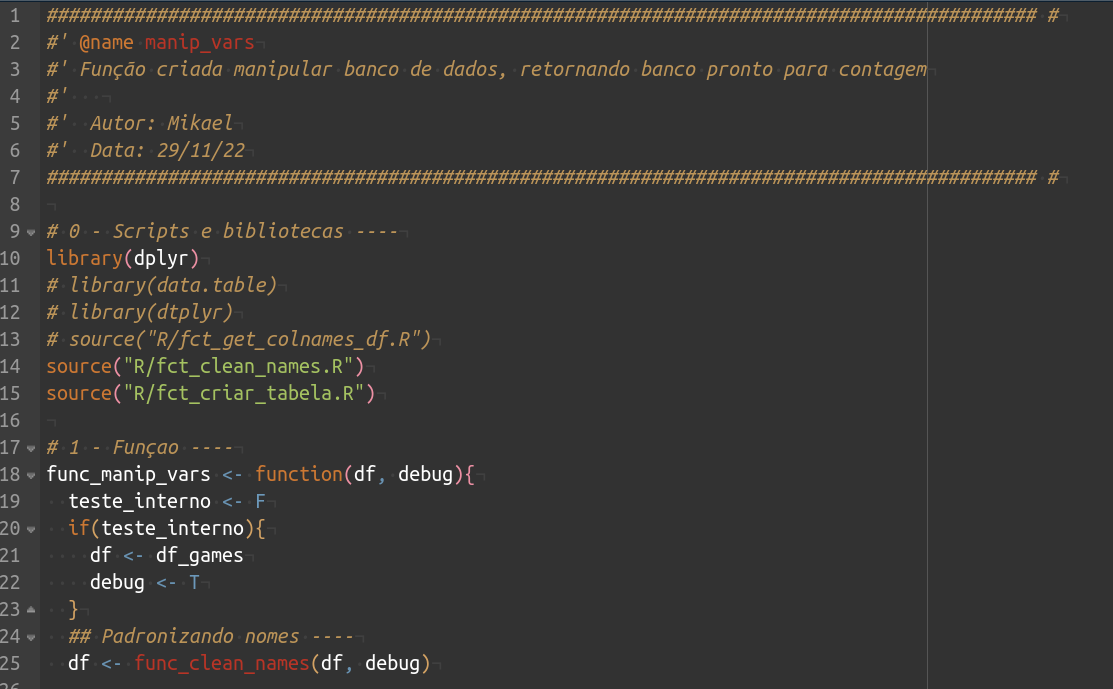 1 ########################################################################################## #
2 #' @name manip_vars
3 #' Função criada manipular banco de dados, retornando banco pronto para contagem
4 #'
5 #'  Autor: Mikael
6 #'  Data: 29/11/22
7 ########################################################################################## #
8
9 # 0 - Scripts e bibliotecas ----
10 library(dplyr)
11 # library(data.table)
12 # library(dtplyr)
13 # source("R/fct_get_colnames_df.R")
14 source("R/fct_clean_names.R")
15 source("R/fct_criar_tabela.R")
16
17 # 1 - Funçao ----
18 func_manip_vars <- function(df, debug){
19   teste_interno <- F
20   if(teste_interno){
21     df <- df_games
22     debug <- T
23   }
24   ## Padronizando nomes ----
25   df <- func_clean_names(df, debug)